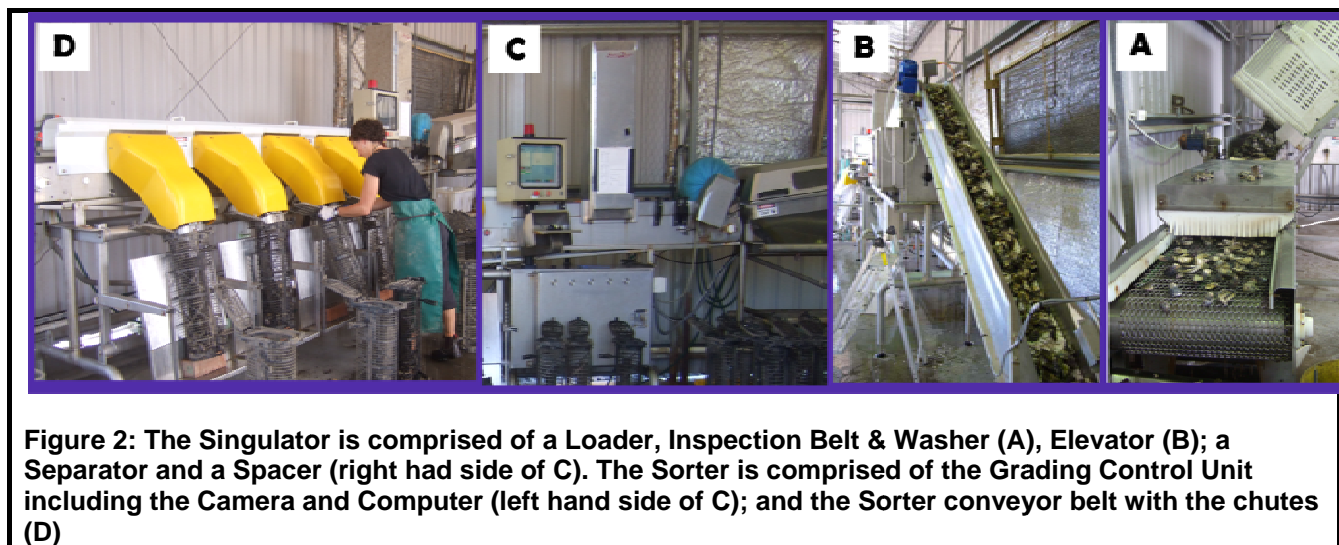 D
C
B
A
Figure 2: The Singulator is comprised of a Loader, Inspection Belt & Washer (A), Elevator (B); a
Separator and a Spacer (right had side of C). The Sorter is comprised of the Grading Control Unit
including the Camera and Computer (left hand side of C); and the Sorter conveyor belt with the chutes
(D)